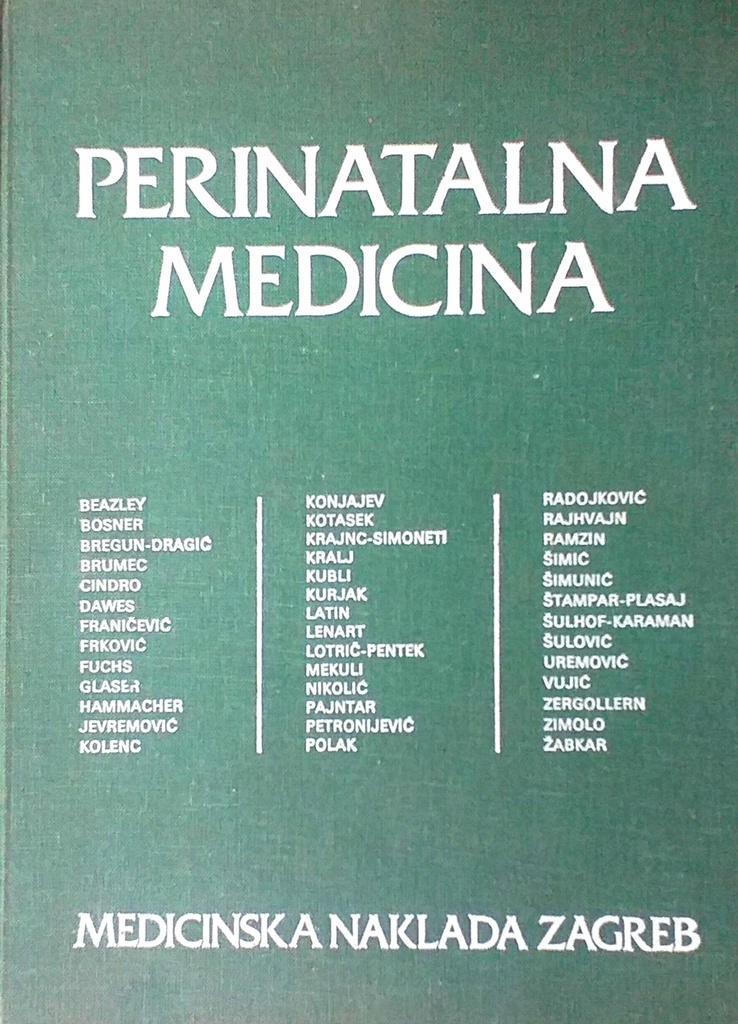 PERINATALNA
MEDICINA
BEAZLEY
BOSNER
BREGUN-DRAGIĆ
BRUMEC
CINDRO
DAWES
FRANIČEVIĆ
FRKOVIĆ
FUCHS
GLASER
HAMMACHER
JEVREMOVIĆ
KOLENC
KONJAJEV
KOTASEK
KRAJNC-SIMONETI
KRALJ
KUBLI
KURJAK
LATIN
LENART
LOTRIČ-PENTEK
MEKULI
NIKOLIĆ
PAJNTAR
PETRONIJEVIĆ
POLAK
RADOJKOVIĆ
RAJHVAJN
RAMZIN
ŠIMIĆ
ŠIMUNIĆ
ŠTAMPAR-PLASAJ
ŠULHOF-KARAMAN
ŠULOVIĆ
UREMOVIĆ
VUJIĆ
ZERGOLLERN
ZIMOLO
ŽABKAR
MEDICINSKA NAKLADA ZAGREB